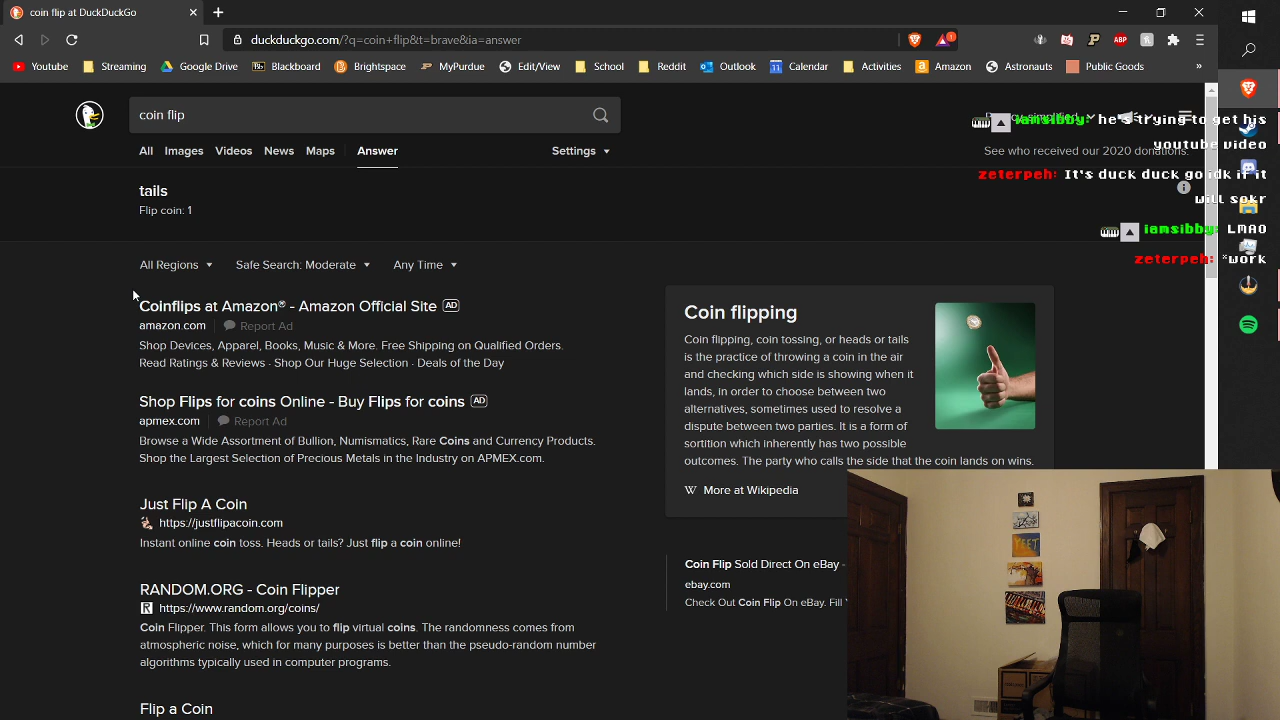 coin flip at DuckDuckGo
duckduckgo.com/?q=coin+flip&t=brave&ia=answer
1
ABP
Youtube Streaming Google Drive Blackboard Brightspace MyPurdue Edit/View School Reddit Outlook Calendar Activities Amazon Astronauts Public Goods »
coin flip
All Images Videos News Maps Answer Settings
See who received our 2020 donations.
iamsibby: he's trying to get his
youtube video
zeterpeh: It's duck duck go idk if it
will sokr
iamsibby: LMAO
zeterpeh: *work
tails
Flip coin: 1
All Regions Safe Search: Moderate Any Time
Coinflips at Amazon® - Amazon Official Site AD
amazon.com Report Ad
Shop Devices, Apparel, Books, Music & More. Free Shipping on Qualified Orders.
Read Ratings & Reviews · Shop Our Huge Selection · Deals of the Day
Shop Flips for coins Online - Buy Flips for coins AD
apmex.com Report Ad
Browse a Wide Assortment of Bullion, Numismatics, Rare Coins and Currency Products.
Shop the Largest Selection of Precious Metals in the Industry on APMEX.com.
Just Flip A Coin
https://justflipacoin.com
Instant online coin toss. Heads or tails? Just flip a coin online!
RANDOM.ORG - Coin Flipper
R https://www.random.org/coins/
Coin Flipper. This form allows you to flip virtual coins. The randomness comes from
atmospheric noise, which for many purposes is better than the pseudo-random number
algorithms typically used in computer programs.
Flip a Coin
Coin flipping
Coin flipping, coin tossing, or heads or tails
is the practice of throwing a coin in the air
and checking which side is showing when it
lands, in order to choose between two
alternatives, sometimes used to resolve a
dispute between two parties. It is a form of
sortition which inherently has two possible
outcomes. The party who calls the side that the coin lands on wins.
W More at Wikipedia
Coin Flip Sold Direct On eBay -
ebay.com
Check Out Coin Flip On eBay. Fill
YEET